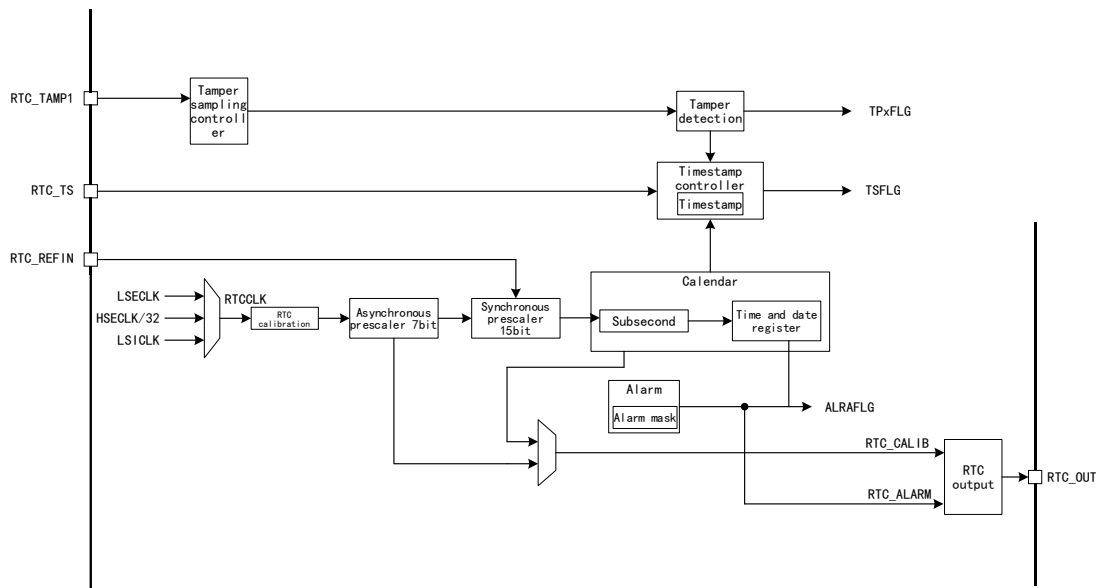 RTC_TAMP1
Tamper
sampling
controll
er
Tamper
detection
TPxFLG
RTC_TS
Timestamp
controller
Timestamp
TSFLG
RTC_REFIN
Calendar
LSECLK
RTCCLK
HSECLK/32
RTC
calibration
Asynchronous
prescaler 7bit
Synchronous
prescaler
15bit
Subsecond
Time and date
register
LSICLK
Alarm
Alarm mask
ALRAFLG
RTC_CALIB
RTC
output
RTC_OUT
RTC_ALARM